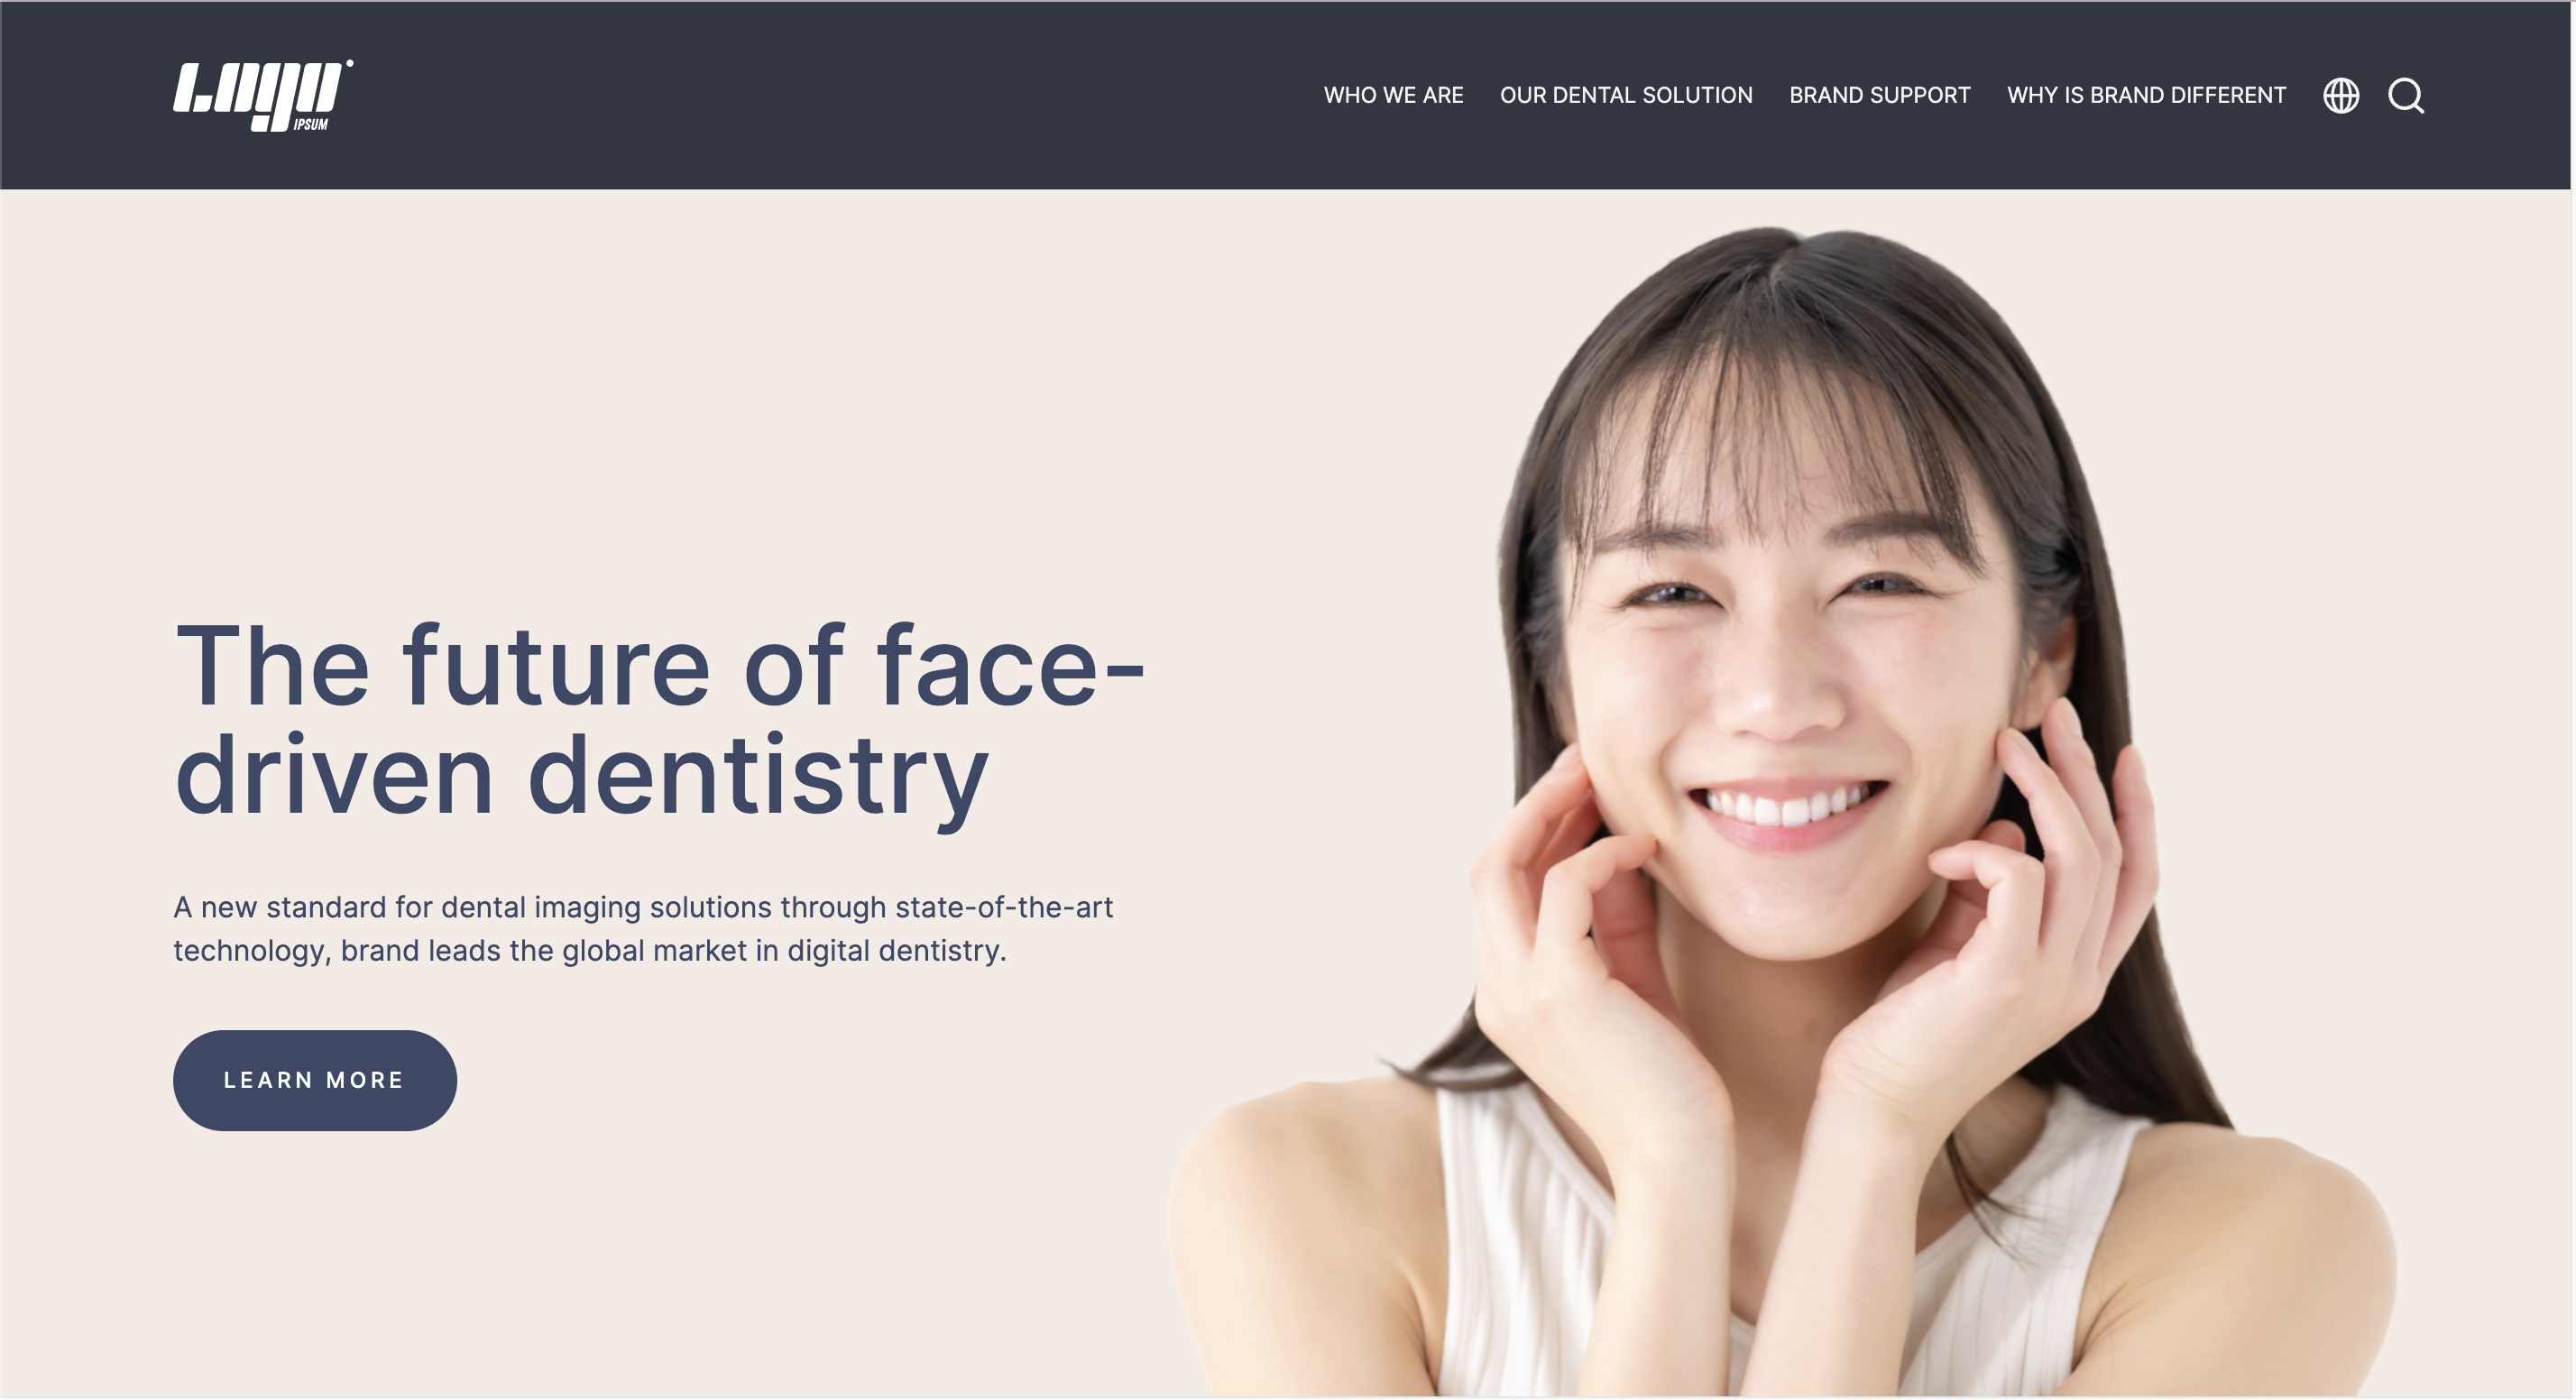 Logo
IPSUM
WHO WE ARE OUR DENTAL SOLUTION BRAND SUPPORT WHY IS BRAND DIFFERENT
The future of face-
driven dentistry
A new standard for dental imaging solutions through state-of-the-art
technology, brand leads the global market in digital dentistry.
LEARN MORE